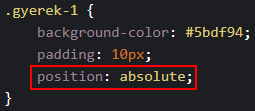 .gyerek-1 {
background-color: #5bdf94;
padding: 10px;
position: absolute;
}